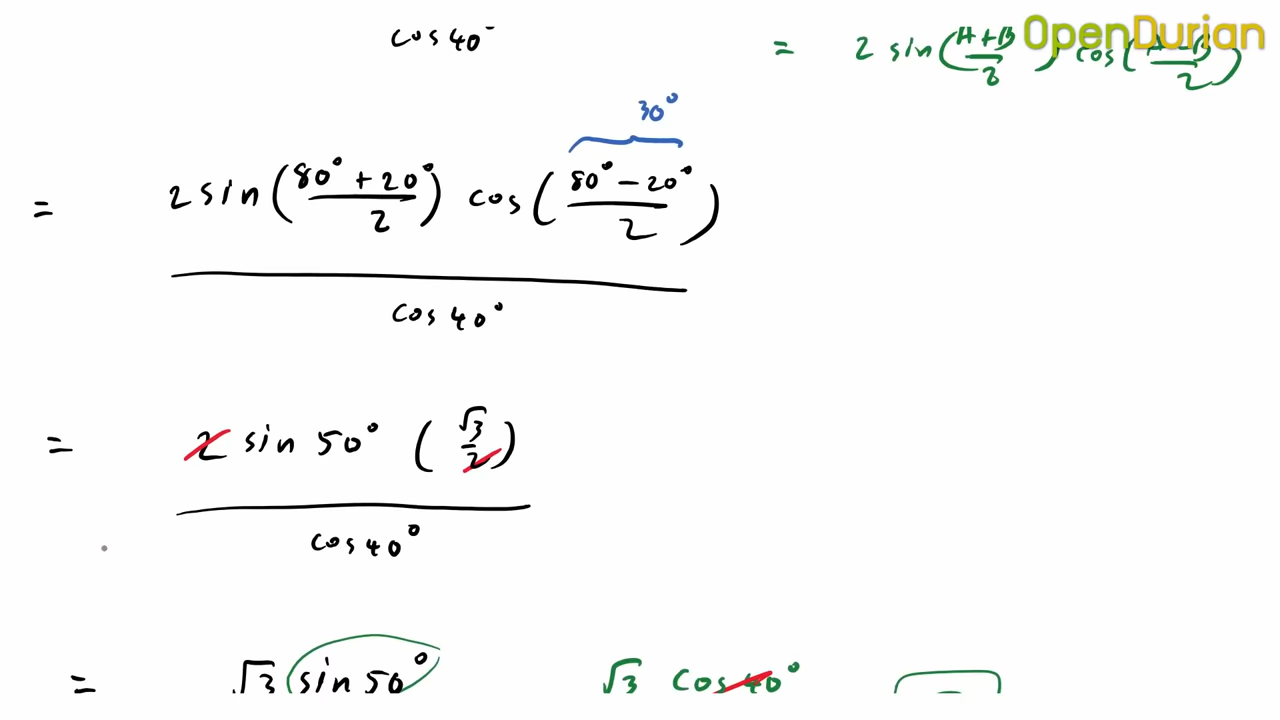 OpenDurian
cos 40°
= 2 sin(A+B/2) cos(A−B/2)
30°
= 2 sin(80°+20°/2) cos(80°−20°/2)
cos 40°
= 2 sin 50° (√3/2)
cos 40°
= √3 sin 50° √3 cos 40°